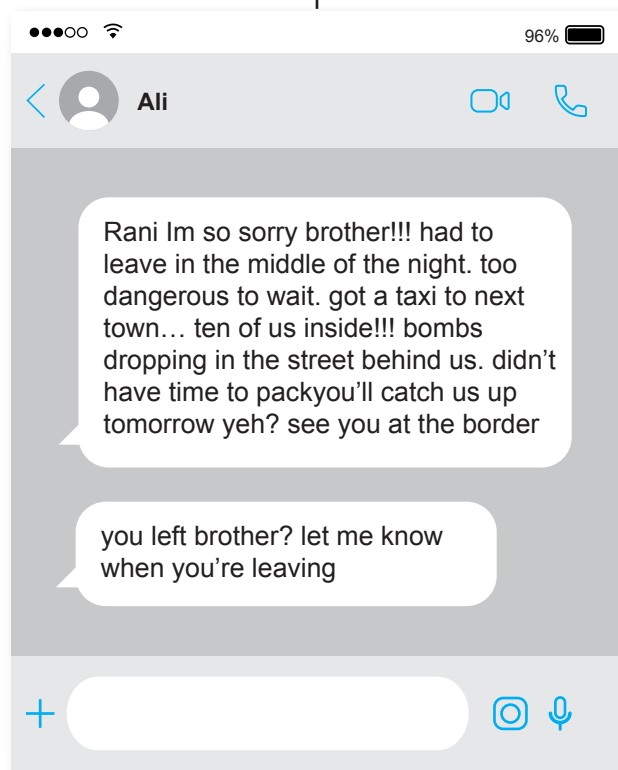 96%
Ali
Rani Im so sorry brother!!! had to
leave in the middle of the night. too
dangerous to wait. got a taxi to next
town… ten of us inside!!! bombs
dropping in the street behind us. didn’t
have time to packyou’ll catch us up
tomorrow yeh? see you at the border
you left brother? let me know
when you’re leaving